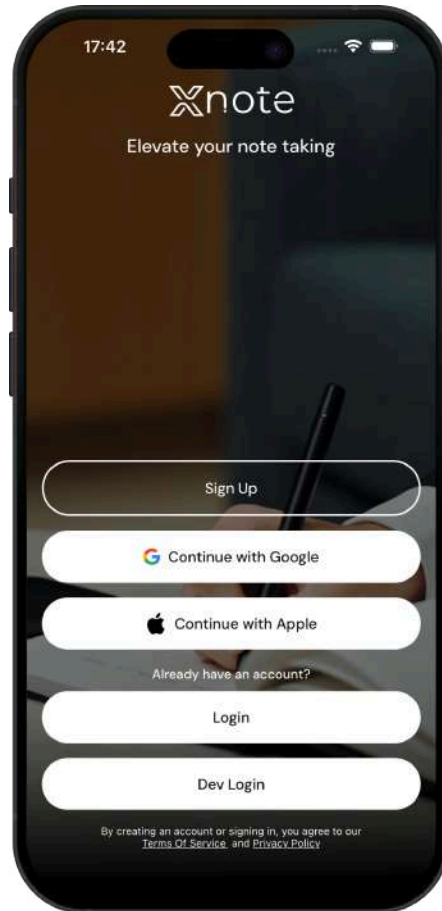 17:42
Xnote
Elevate your note taking
Sign Up
Continue with Google
Continue with Apple
Already have an account?
Login
Dev Login
By creating an account or signing in, you agree to our
Terms Of Service and Privacy Policy